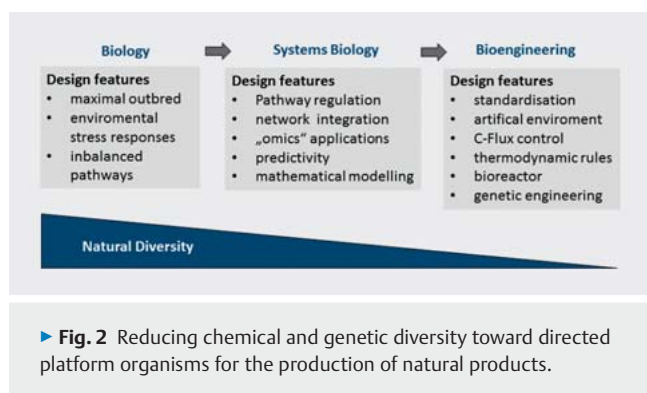 Biology
Systems Biology
Bioengineering
Design features
• maximal outbred
• enviromental
stress responses
• inbalanced
pathways
Design features
• Pathway regulation
• network integration
• „omics“ applications
• predictivity
• mathematical modelling
Design features
• standardisation
• artifical enviroment
• C-Flux control
• thermodynamic rules
• bioreactor
• genetic engineering
Natural Diversity
► Fig. 2 Reducing chemical and genetic diversity toward directed
platform organisms for the production of natural products.